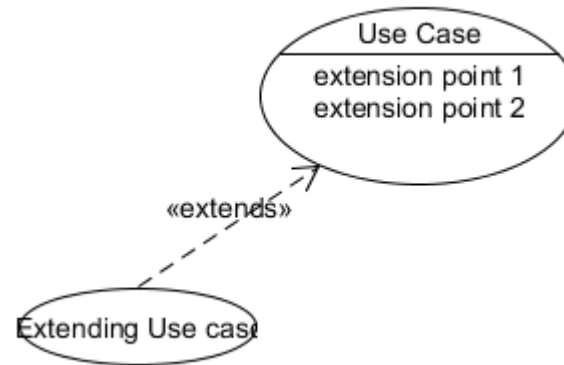 Use Case
extension point 1
extension point 2
«extends»
Extending Use case